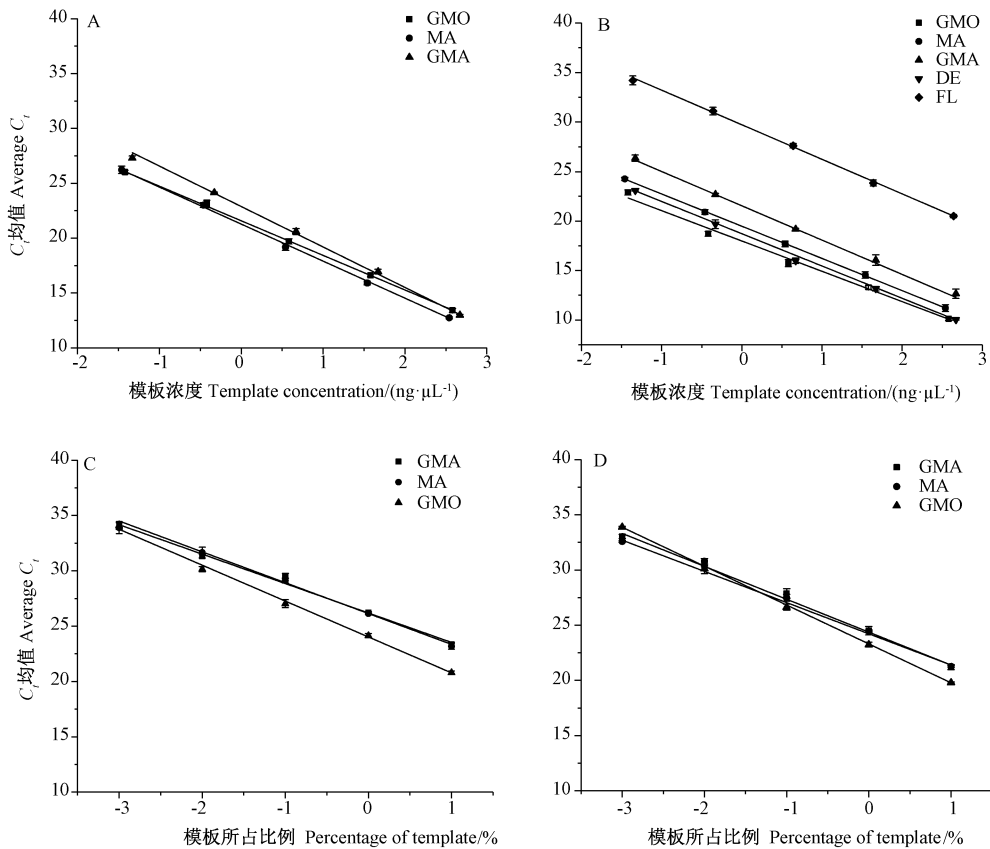 A
GMO
MA
GMA
40
35
30
25
20
15
10
-2
-1
0
1
2
3
Ct均值 Average Ct
模板浓度 Template concentration/(ng·μL-1)
B
GMO
MA
GMA
DE
FL
40
35
30
25
20
15
10
-2
-1
0
1
2
3
模板浓度 Template concentration/(ng·μL-1)
C
GMA
MA
GMO
40
35
30
25
20
15
10
-3
-2
-1
0
1
Ct均值 Average Ct
模板所占比例 Percentage of template/%
D
GMA
MA
GMO
40
35
30
25
20
15
10
-3
-2
-1
0
1
模板所占比例 Percentage of template/%